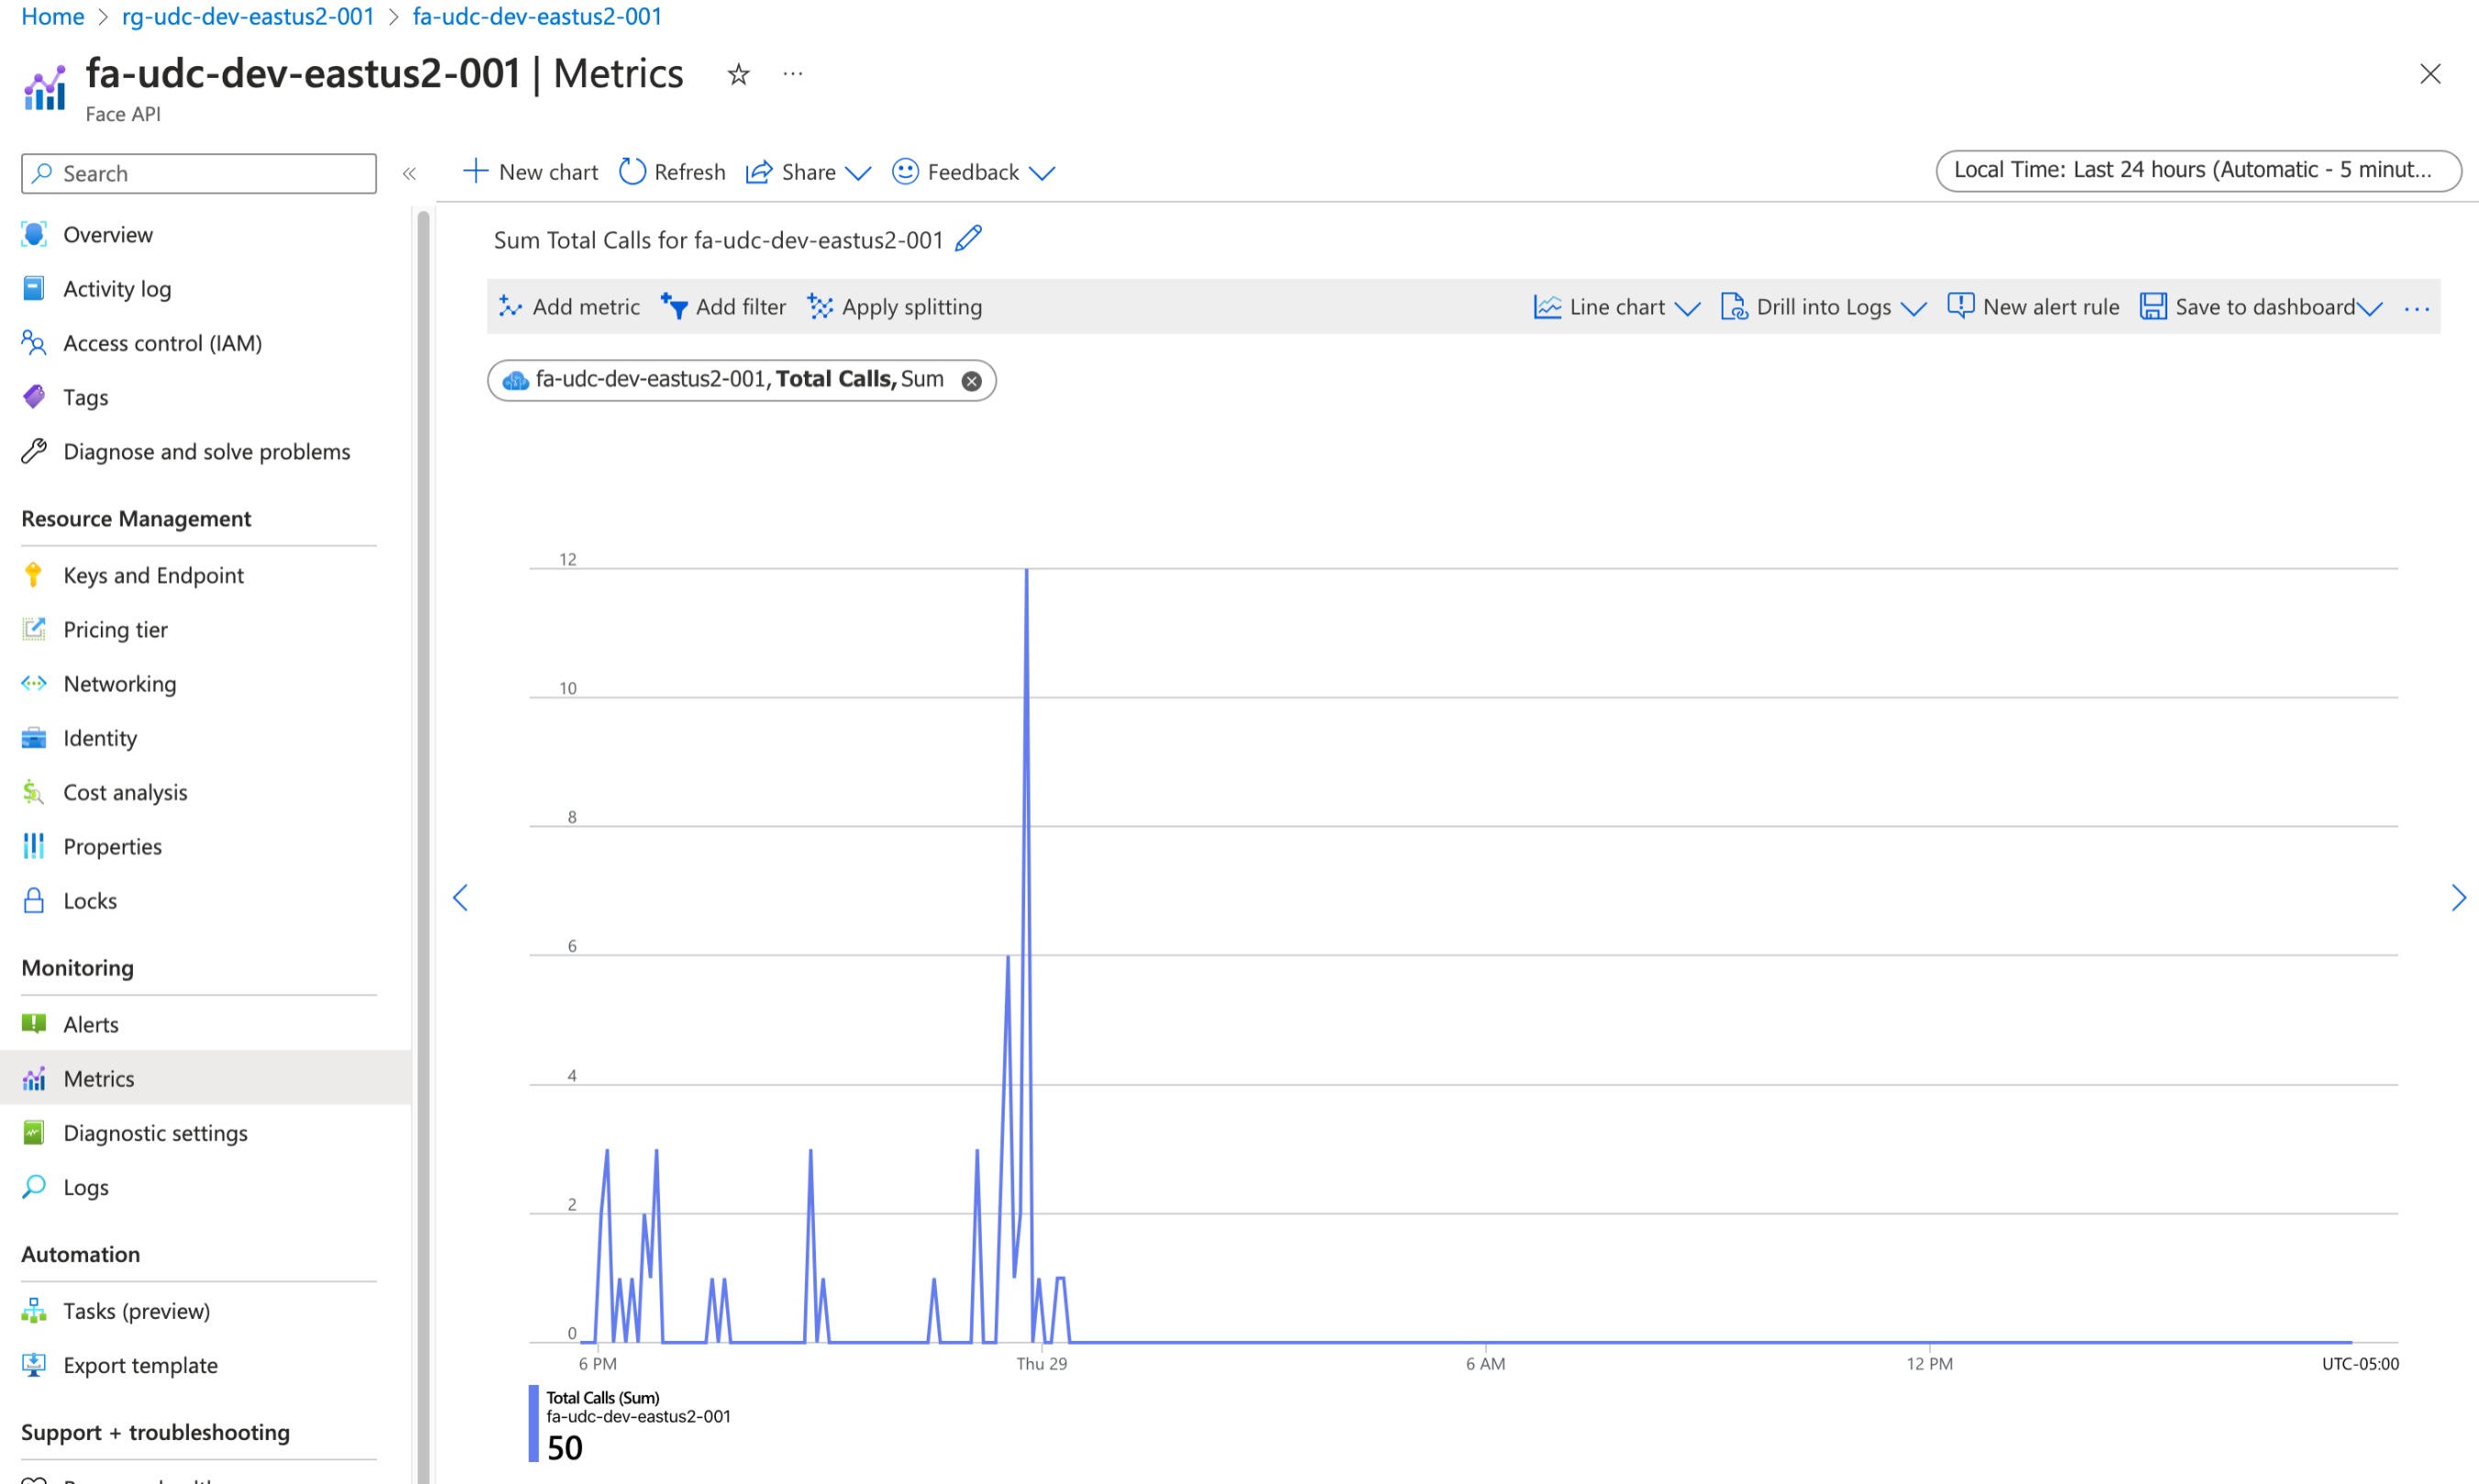 Home > rg-udc-dev-eastus2-001 > fa-udc-dev-eastus2-001
fa-udc-dev-eastus2-001 | Metrics
Face API
Search
Overview
Activity log
Access control (IAM)
Tags
Diagnose and solve problems
Resource Management
Keys and Endpoint
Pricing tier
Networking
Identity
Cost analysis
Properties
Locks
Monitoring
Alerts
Metrics
Diagnostic settings
Logs
Automation
Tasks (preview)
Export template
Support + troubleshooting
New chart Refresh Share Feedback
Local Time: Last 24 hours (Automatic - 5 minut...
Sum Total Calls for fa-udc-dev-eastus2-001
Add metric Add filter Apply splitting Line chart Drill into Logs New alert rule Save to dashboard
fa-udc-dev-eastus2-001, Total Calls, Sum
12
10
8
6
4
2
0
6 PM Thu 29 6 AM 12 PM UTC-05:00
Total Calls (Sum)
fa-udc-dev-eastus2-001
50